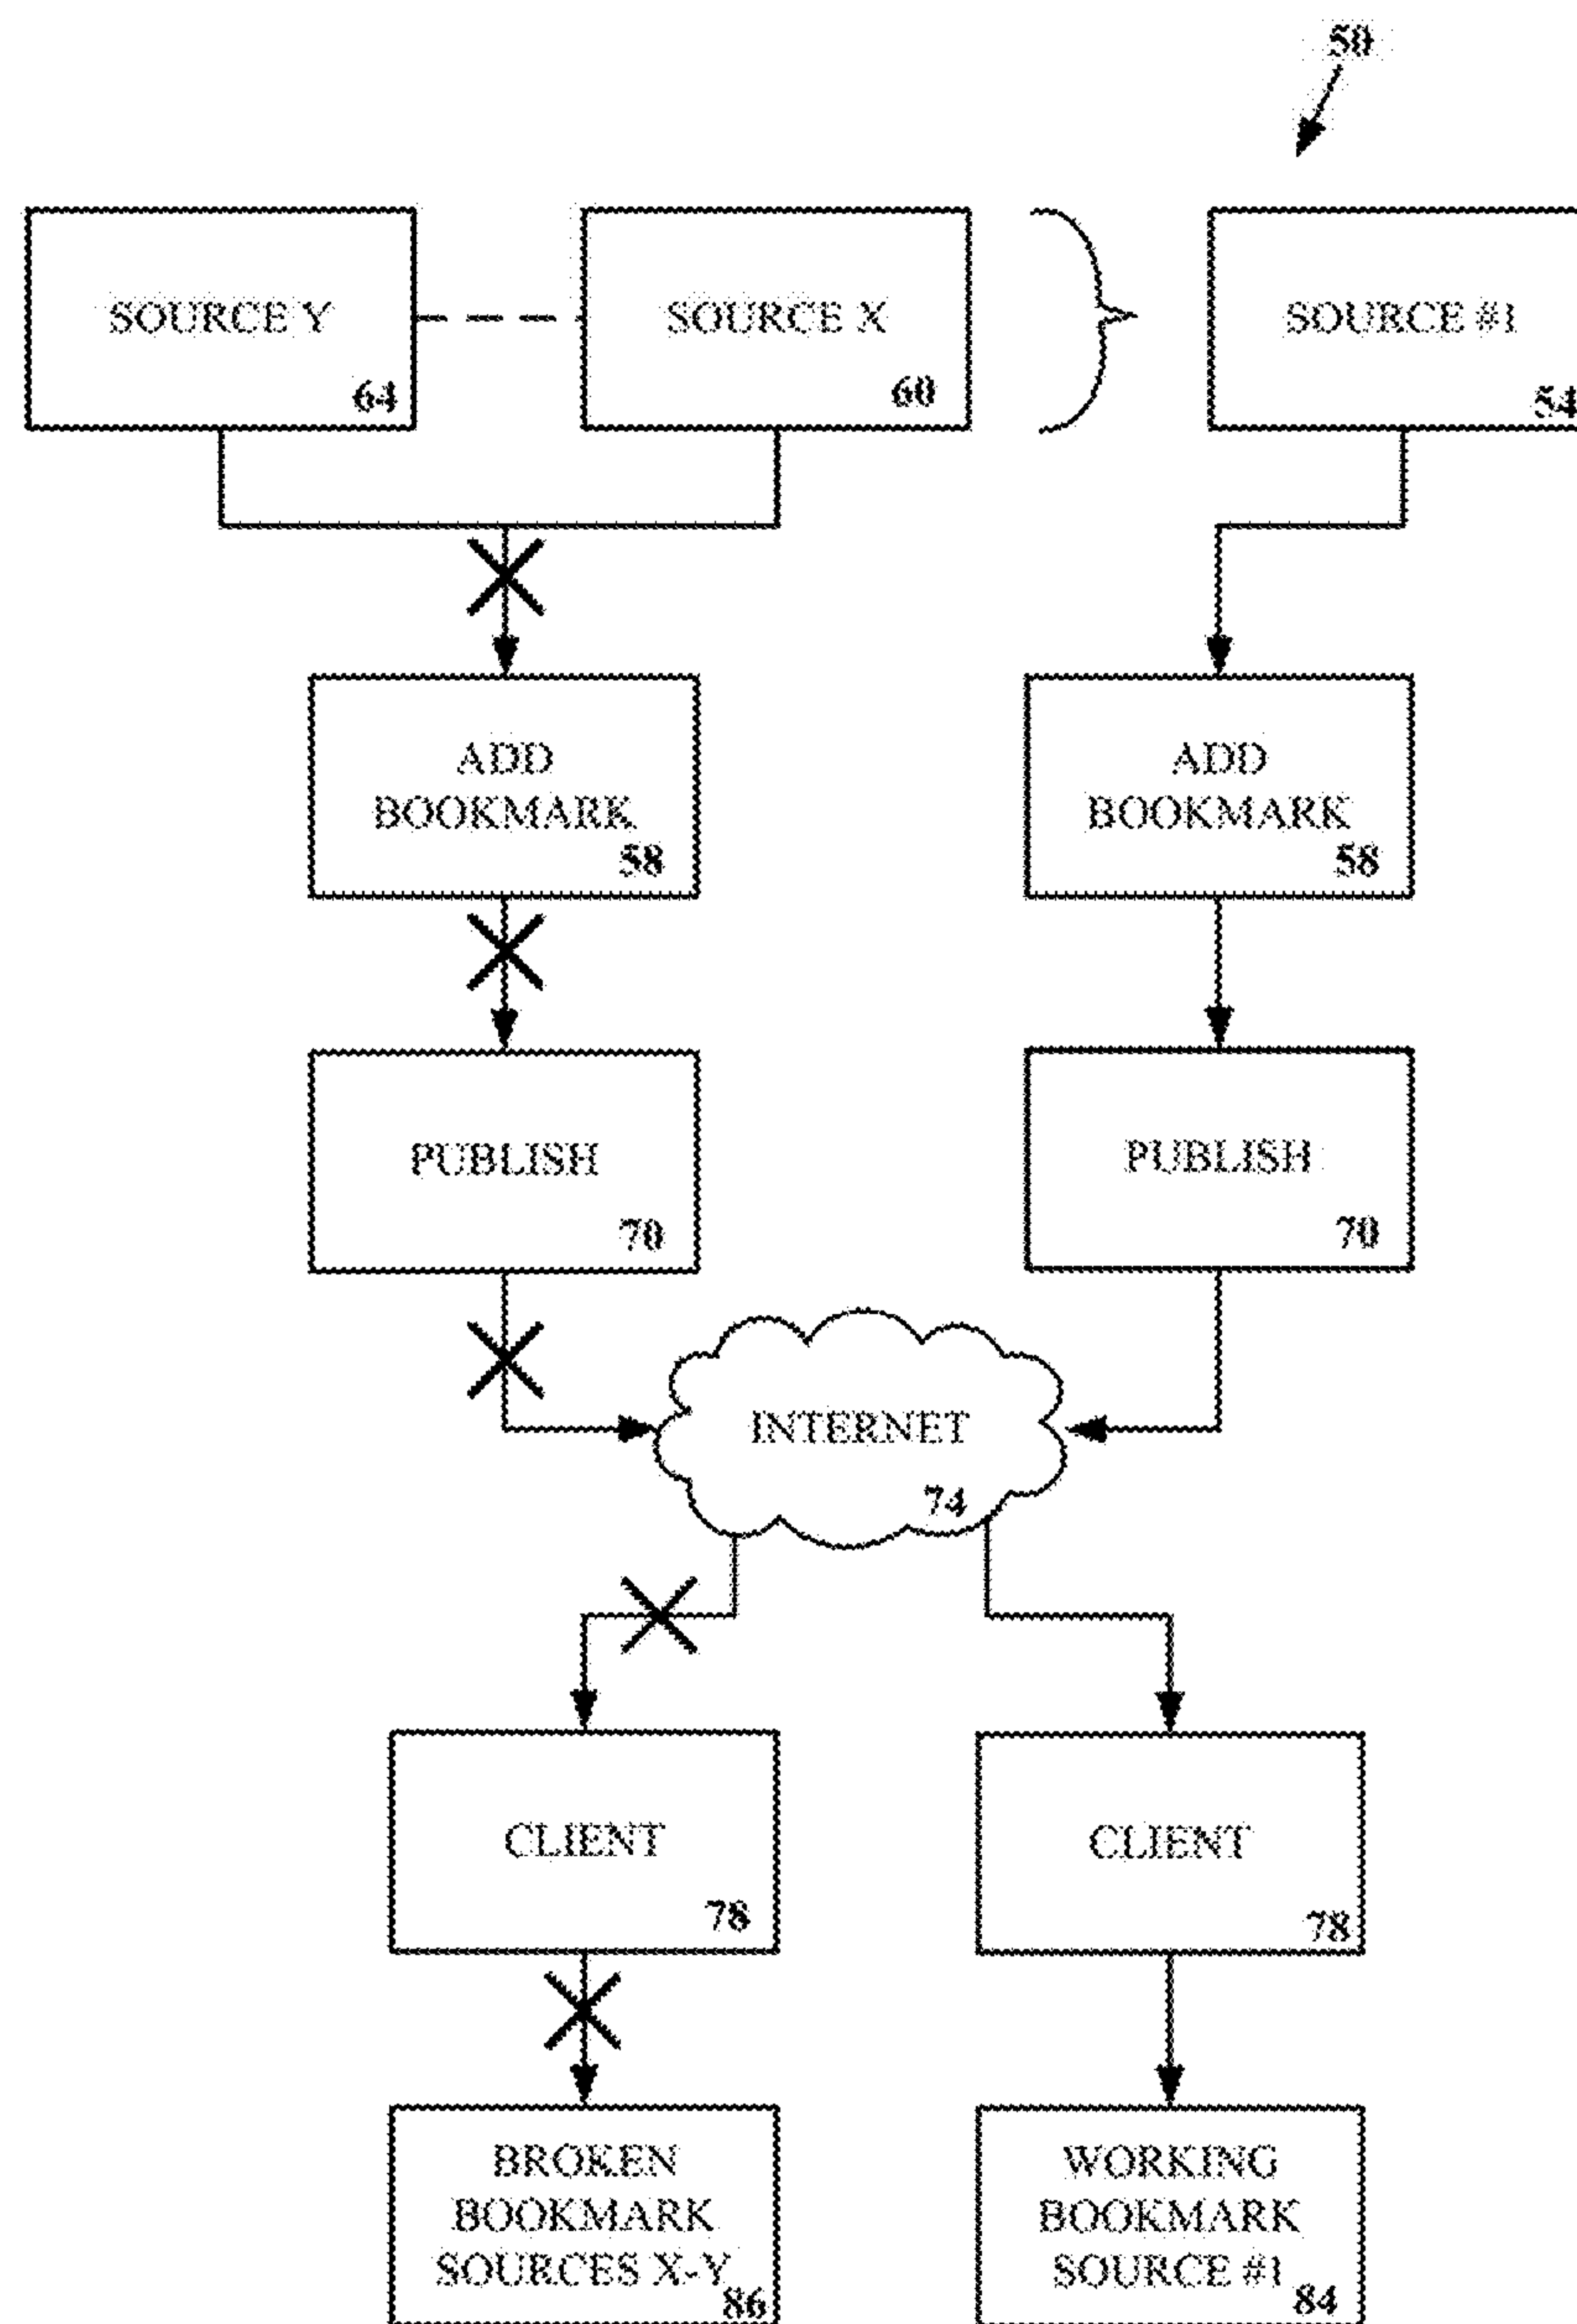 50
SOURCE Y
64
SOURCE X
60
SOURCE #1
54
ADD
BOOKMARK
58
ADD
BOOKMARK
58
PUBLISH
70
PUBLISH
70
INTERNET
74
CLIENT
78
CLIENT
78
BROKEN
BOOKMARK
SOURCES X-Y
86
WORKING
BOOKMARK
SOURCE #1
84